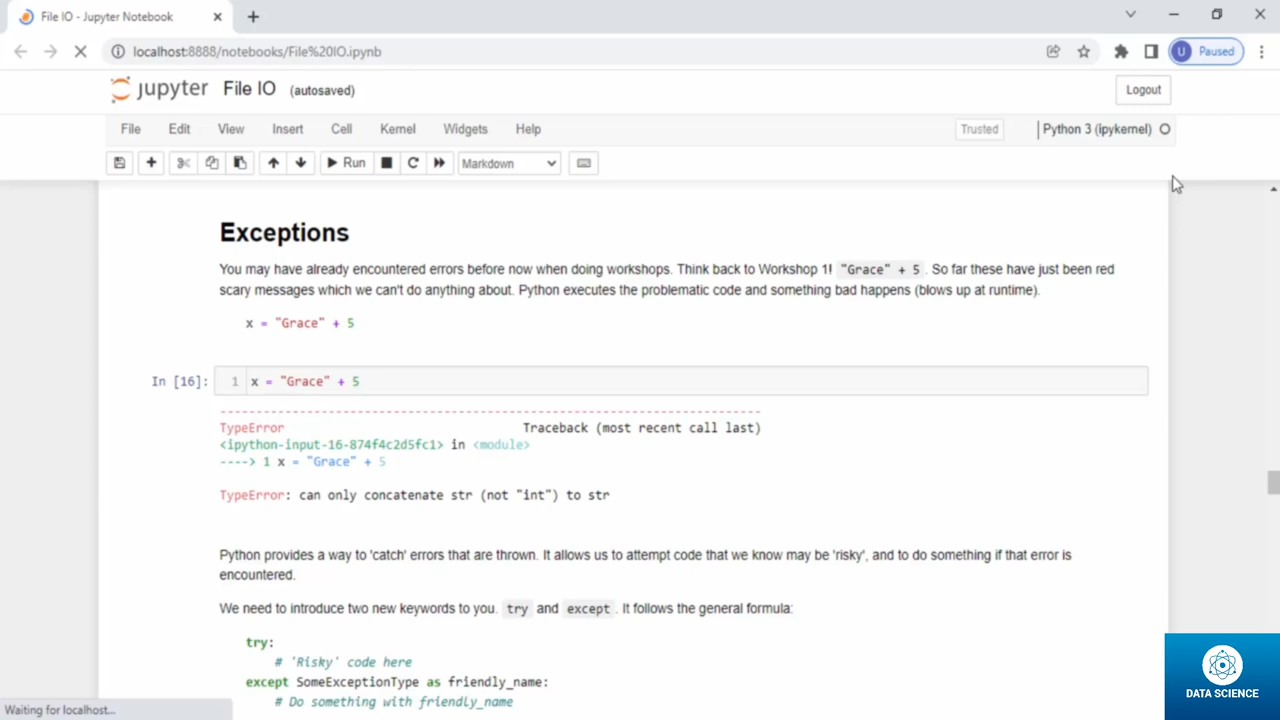 File IO - Jupyter Notebook
localhost:8888/notebooks/File%20IO.ipynb
U Paused
jupyter File IO (autosaved)
Logout
File Edit View Insert Cell Kernel Widgets Help
Trusted Python 3 (ipykernel)
Run Markdown
Exceptions
You may have already encountered errors before now when doing workshops. Think back to Workshop 1! "Grace" + 5 . So far these have just been red
scary messages which we can't do anything about. Python executes the problematic code and something bad happens (blows up at runtime).
x = "Grace" + 5
In [16]: 1 x = "Grace" + 5
---------------------------------------------------------------------------
TypeError Traceback (most recent call last)
<ipython-input-16-874f4c2d5fc1> in <module>
----> 1 x = "Grace" + 5
TypeError: can only concatenate str (not "int") to str
Python provides a way to 'catch' errors that are thrown. It allows us to attempt code that we know may be 'risky', and to do something if that error is
encountered.
We need to introduce two new keywords to you. try and except . It follows the general formula:
try:
# 'Risky' code here
except SomeExceptionType as friendly_name:
# Do something with friendly_name
Waiting for localhost...
DATA SCIENCE